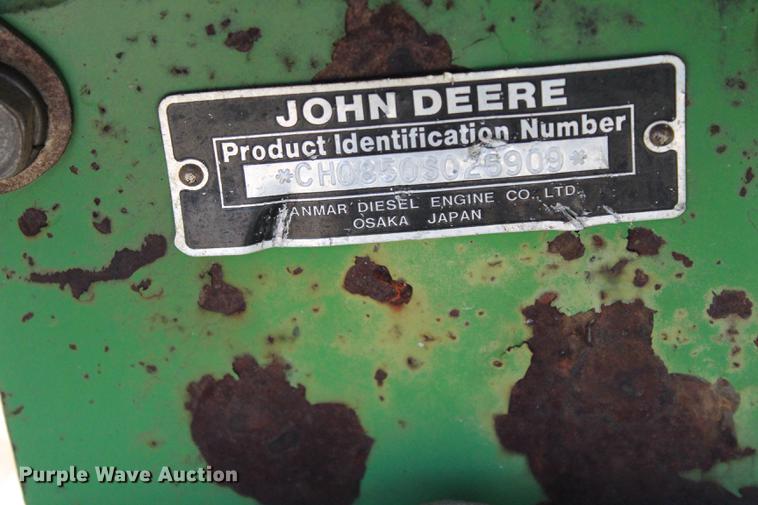 JOHN DEERE
Product Identification Number
*CH0850S025909*
ANMAR DIESEL ENGINE CO., LTD.
OSAKA JAPAN
Purple Wave Auction